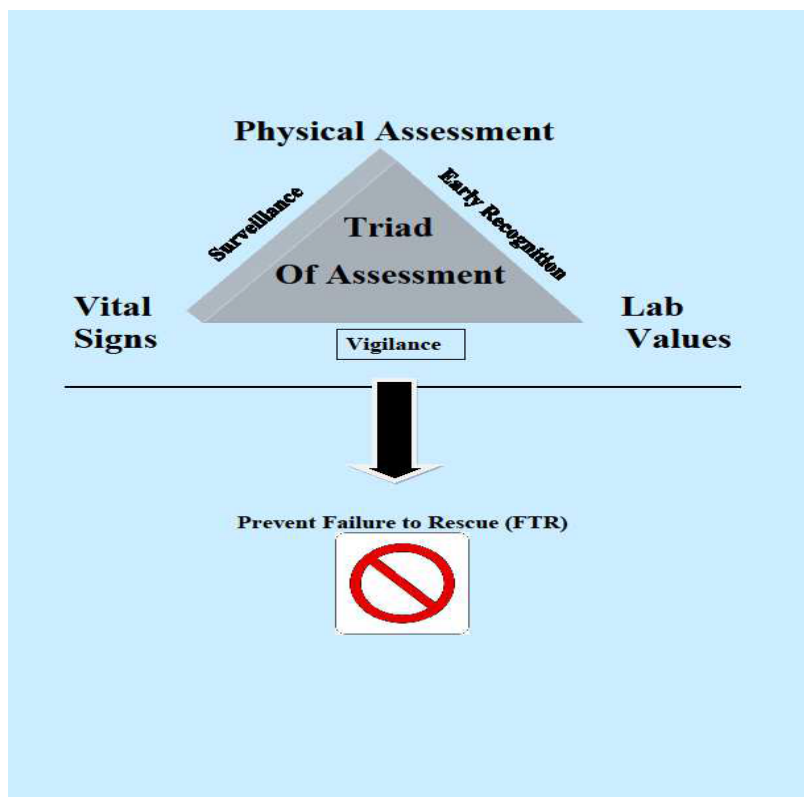 Physical Assessment
Surveillance
Early Recognition
Triad
Of Assessment
Vital
Signs
Lab
Values
Vigilance
Prevent Failure to Rescue (FTR)